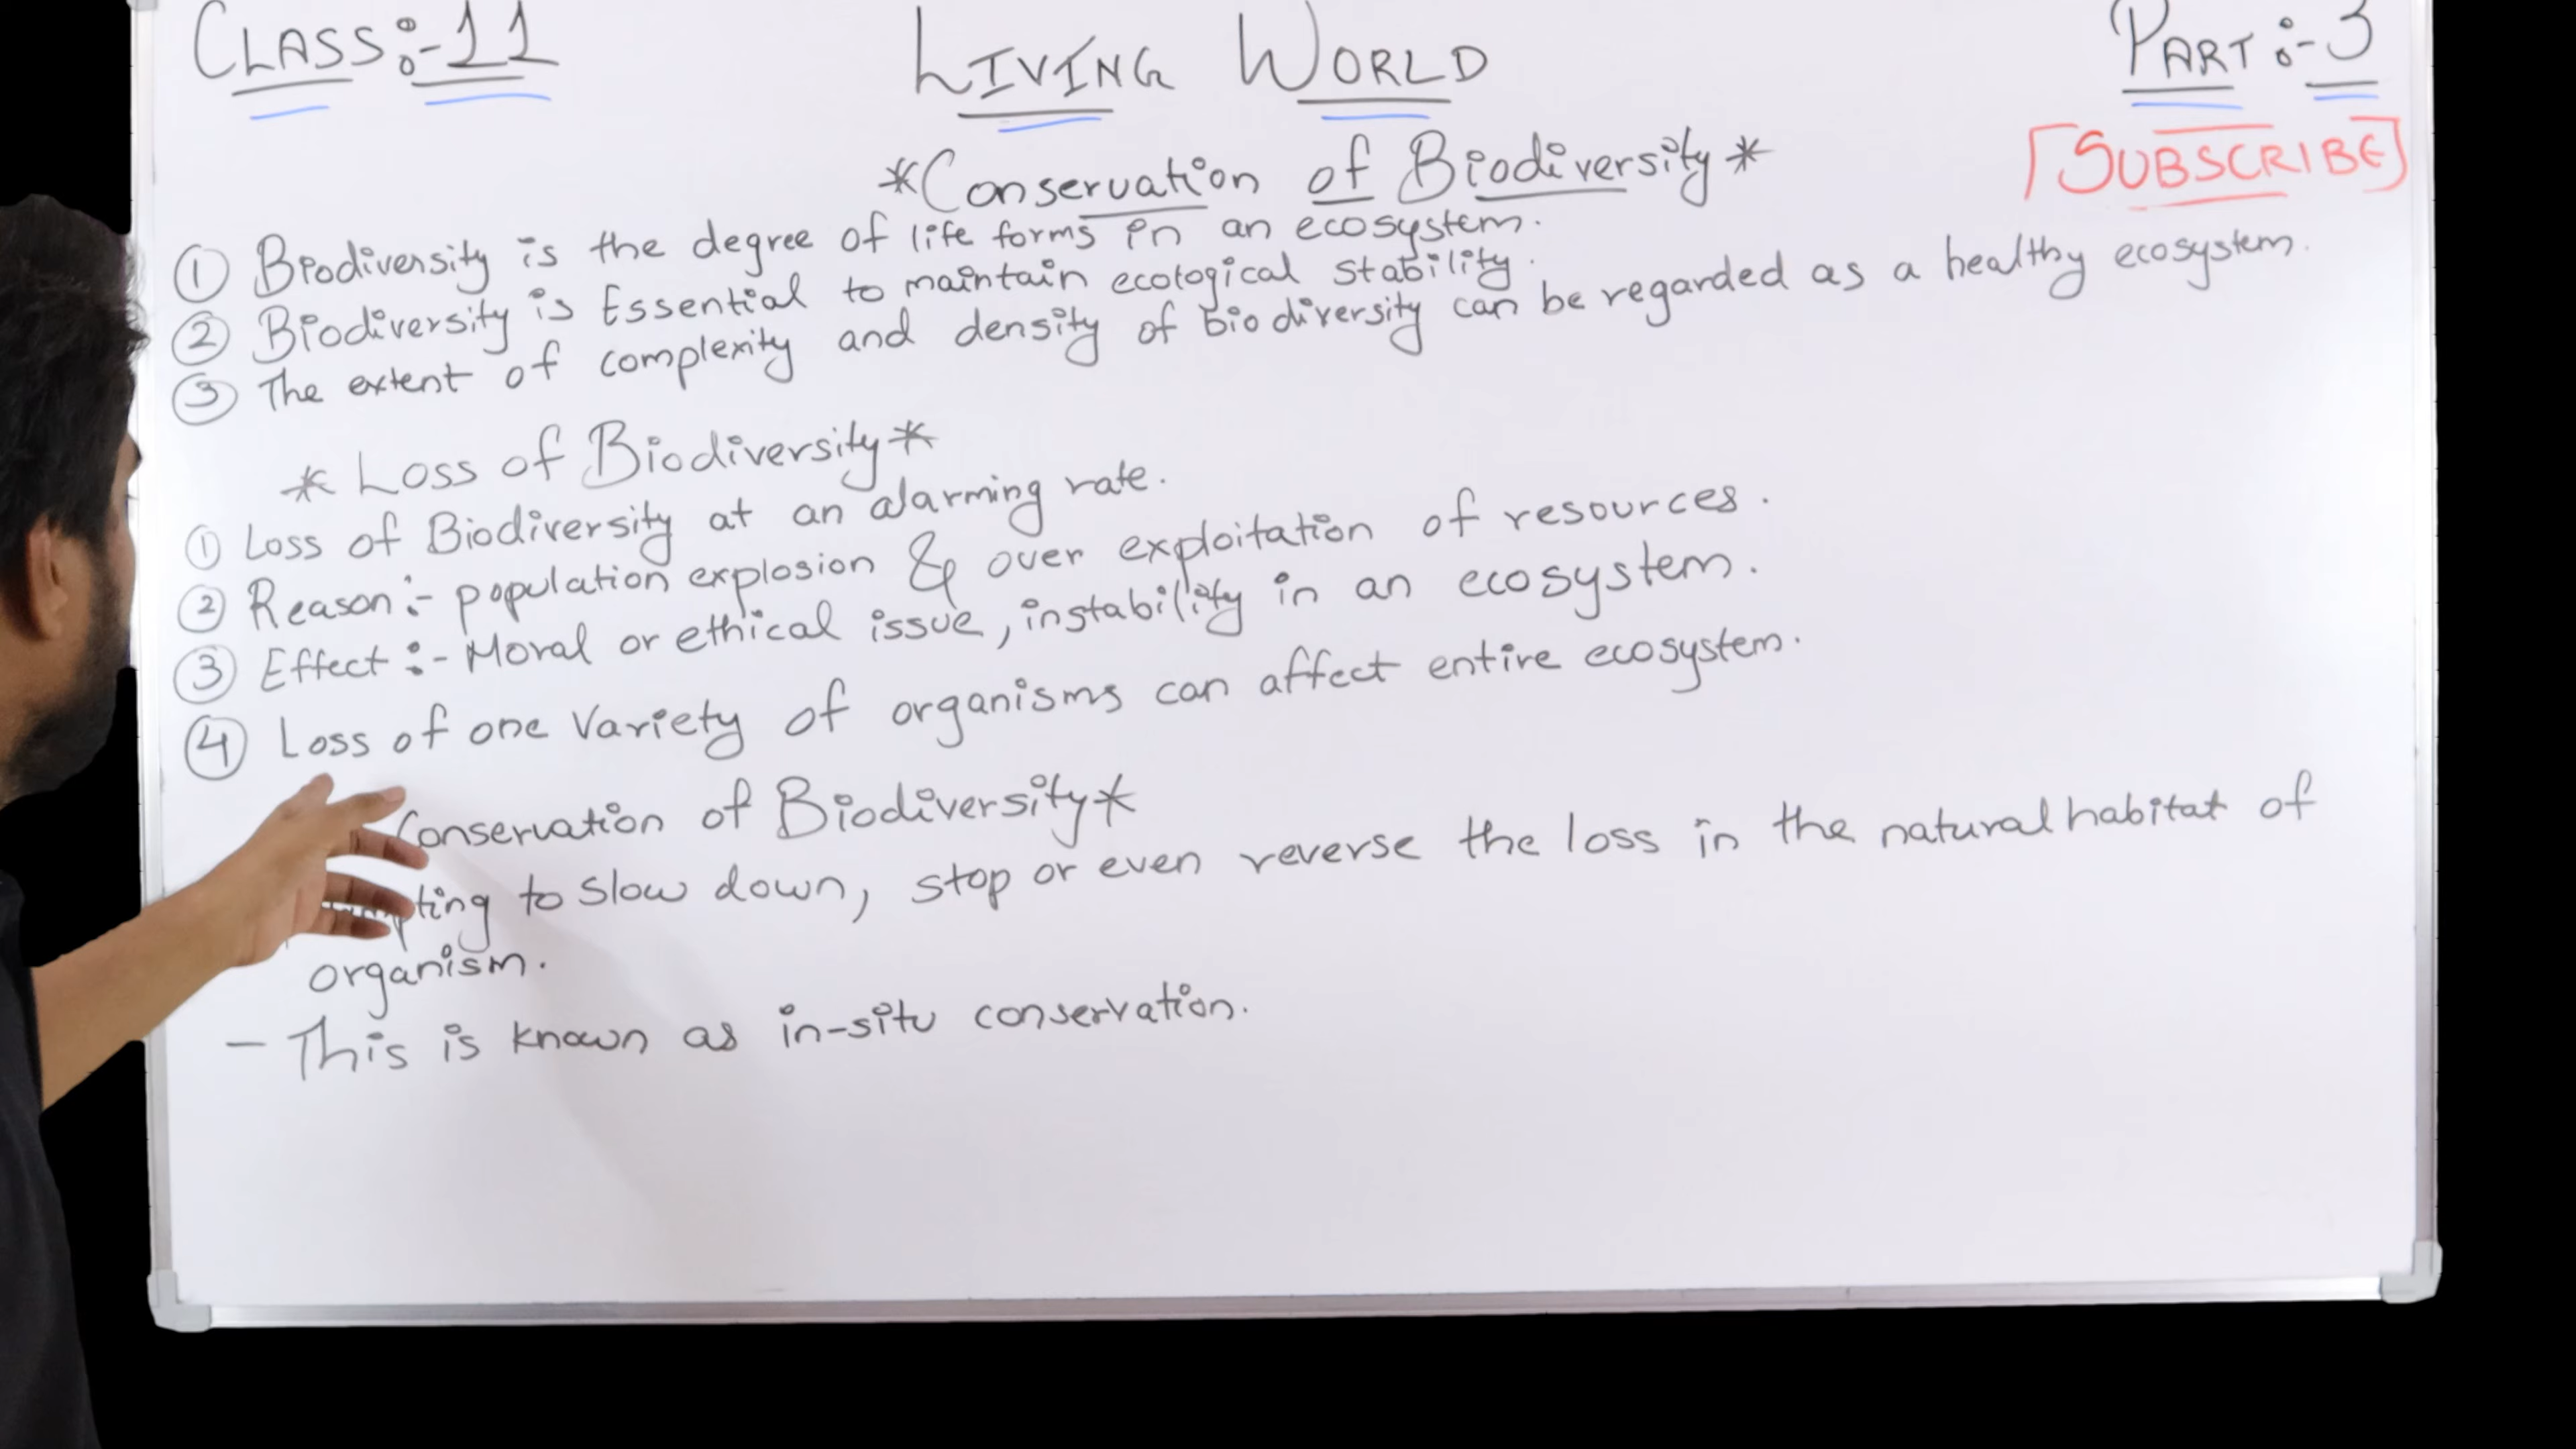 CLASS:-11 LIVING WORLD PART:-3
SUBSCRIBE
*Conservation of Biodiversity*
① Biodiversity is the degree of life forms in an ecosystem.
② Biodiversity is Essential to maintain ecological stability.
③ The extent of complexity and density of biodiversity can be regarded as a healthy ecosystem.
* Loss of Biodiversity*
① Loss of Biodiversity at an alarming rate.
② Reason:- population explosion & over exploitation of resources.
③ Effect:- Moral or ethical issue, instability in an ecosystem.
④ Loss of one Variety of organisms can affect entire ecosystem.
Conservation of Biodiversity*
to slow down, stop or even reverse the loss in the natural habitat of
organism.
- This is known as in-situ conservation.